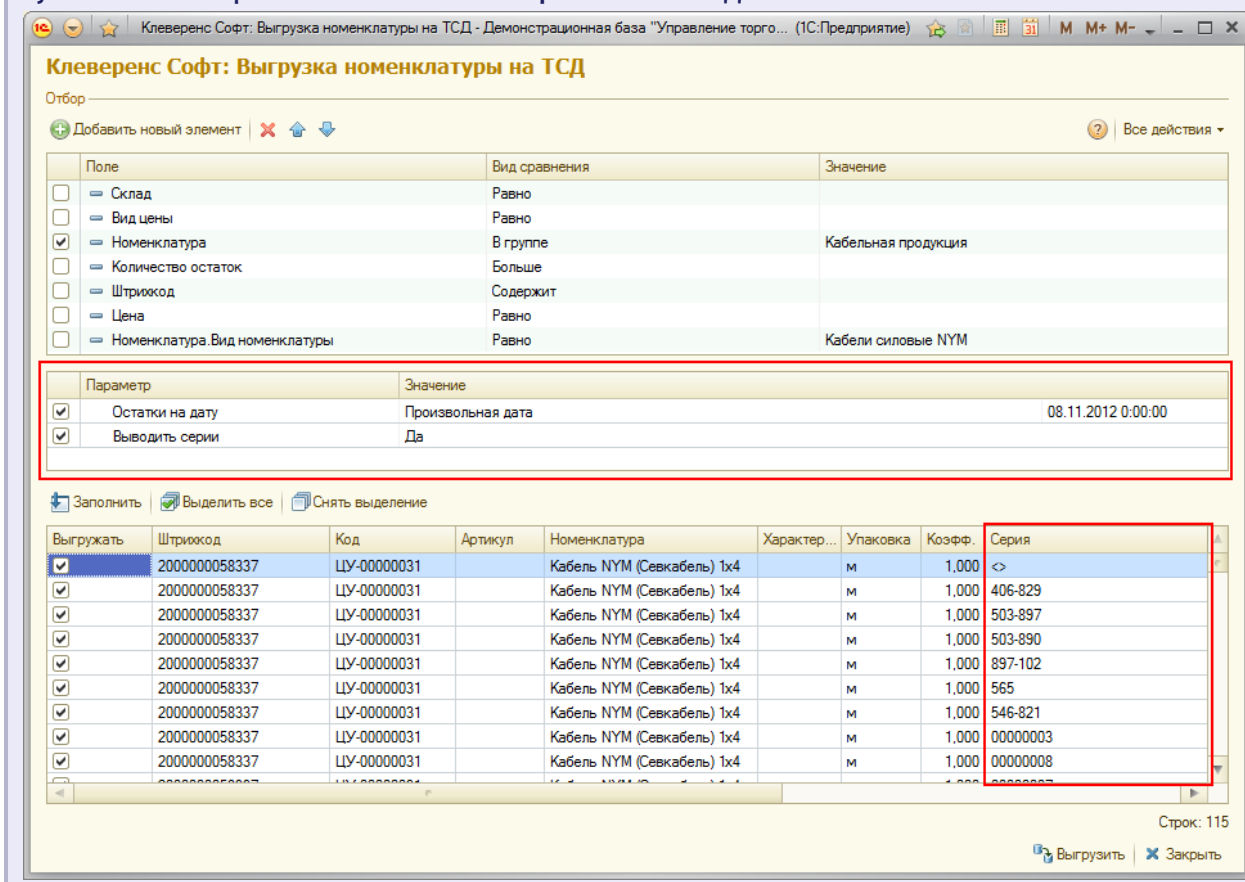 Клеверенс Софт: Выгрузка номенклатуры на ТСД - Демонстрационная база "Управление торго... (1С:Предприятие) 31 M M+ M-
Клеверенс Софт: Выгрузка номенклатуры на ТСД
Отбор
Добавить новый элемент ? Все действия
Поле Вид сравнения Значение
Склад Равно
Вид цены Равно
Номенклатура В группе Кабельная продукция
Количество остаток Больше
Штрихкод Содержит
Цена Равно
Номенклатура.Вид номенклатуры Равно Кабели силовые NYM
Параметр Значение
Остатки на дату Произвольная дата 08.11.2012 0:00:00
Выводить серии Да
Заполнить Выделить все Снять выделение
Выгружать Штрихкод Код Артикул Номенклатура Характер... Упаковка Коэфф. Серия
2000000058337 ЦУ-00000031 Кабель NYM (Севкабель) 1x4 м 1,000 <>
2000000058337 ЦУ-00000031 Кабель NYM (Севкабель) 1x4 м 1,000 406-829
2000000058337 ЦУ-00000031 Кабель NYM (Севкабель) 1x4 м 1,000 503-897
2000000058337 ЦУ-00000031 Кабель NYM (Севкабель) 1x4 м 1,000 503-890
2000000058337 ЦУ-00000031 Кабель NYM (Севкабель) 1x4 м 1,000 897-102
2000000058337 ЦУ-00000031 Кабель NYM (Севкабель) 1x4 м 1,000 565
2000000058337 ЦУ-00000031 Кабель NYM (Севкабель) 1x4 м 1,000 546-821
2000000058337 ЦУ-00000031 Кабель NYM (Севкабель) 1x4 м 1,000 00000003
2000000058337 ЦУ-00000031 Кабель NYM (Севкабель) 1x4 м 1,000 00000008
Строк: 115
Выгрузить Закрыть